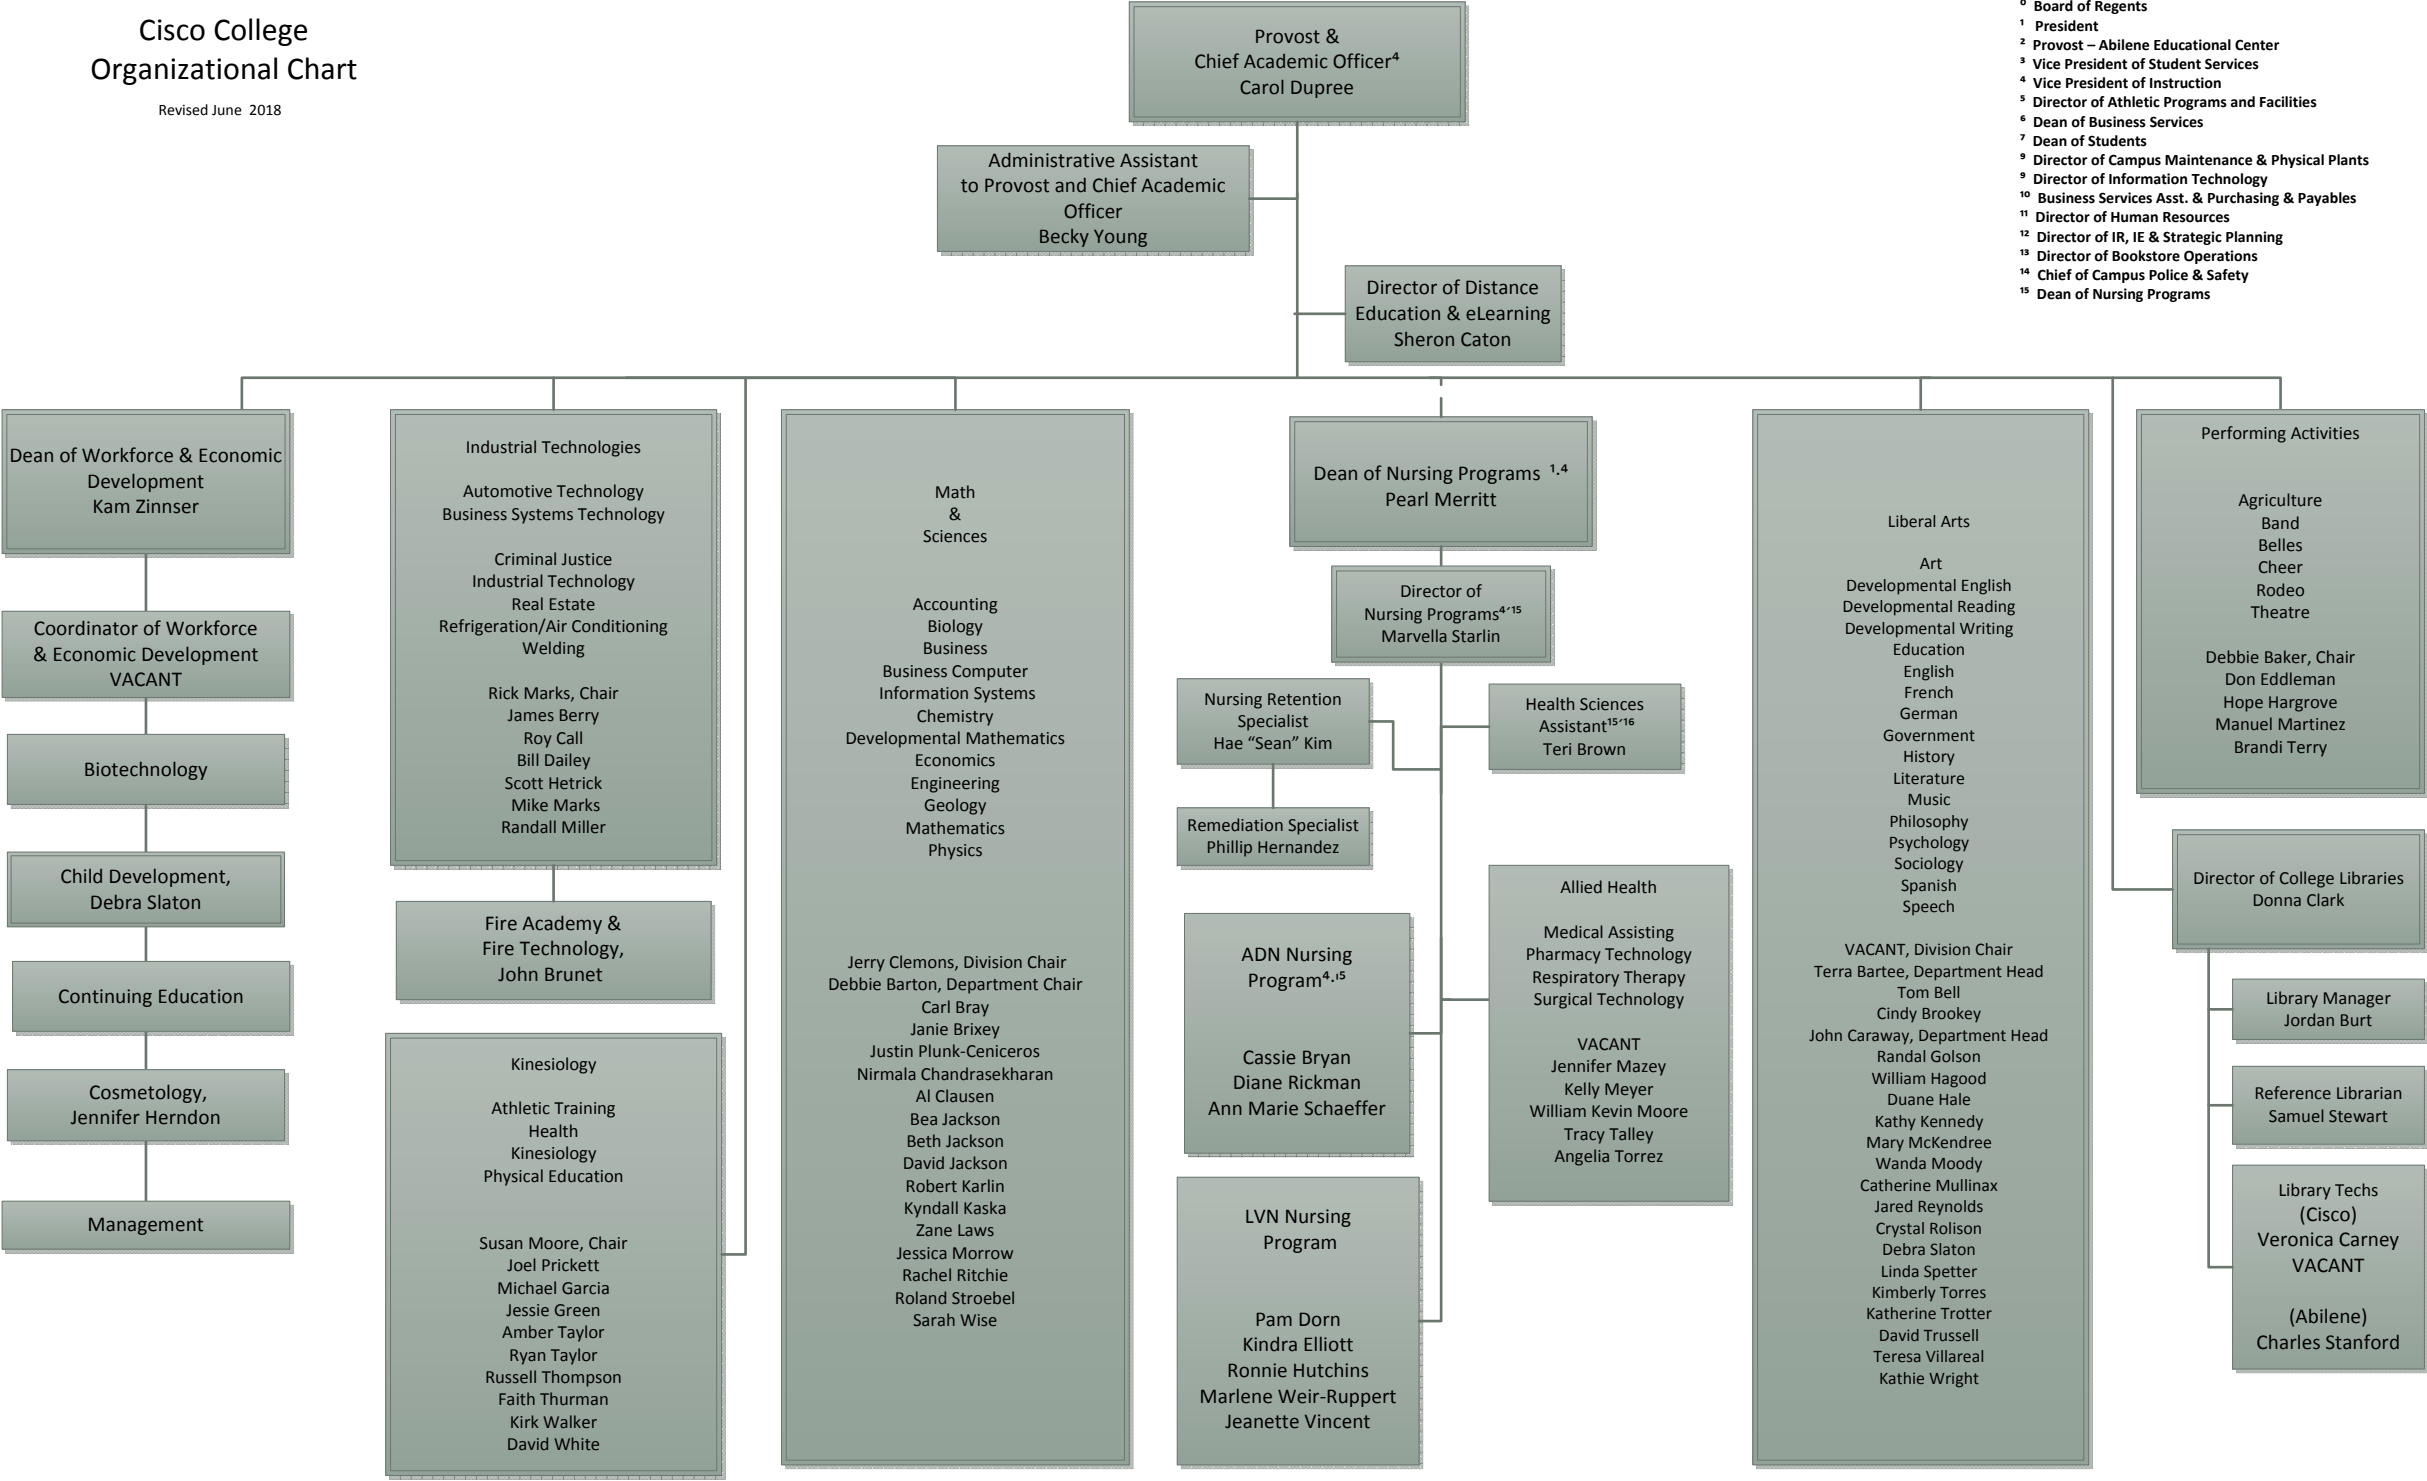 Cisco College
Organizational Chart
Revised June 2018
Provost &
Chief Academic Officer⁴
Carol Dupree
⁰ Board of Regents
¹ President
² Provost – Abilene Educational Center
³ Vice President of Student Services
⁴ Vice President of Instruction
⁵ Director of Athletic Programs and Facilities
⁶ Dean of Business Services
⁷ Dean of Students
⁹ Director of Campus Maintenance & Physical Plants
⁹ Director of Information Technology
¹⁰ Business Services Asst. & Purchasing & Payables
¹¹ Director of Human Resources
¹² Director of IR, IE & Strategic Planning
¹³ Director of Bookstore Operations
¹⁴ Chief of Campus Police & Safety
¹⁵ Dean of Nursing Programs
Administrative Assistant
to Provost and Chief Academic
Officer
Becky Young
Director of Distance
Education & eLearning
Sheron Caton
Dean of Workforce & Economic
Development
Kam Zinnser
Coordinator of Workforce
& Economic Development
VACANT
Biotechnology
Child Development,
Debra Slaton
Continuing Education
Cosmetology,
Jennifer Herndon
Management
Industrial Technologies
Automotive Technology
Business Systems Technology
Criminal Justice
Industrial Technology
Real Estate
Refrigeration/Air Conditioning
Welding
Rick Marks, Chair
James Berry
Roy Call
Bill Dailey
Scott Hetrick
Mike Marks
Randall Miller
Fire Academy &
Fire Technology,
John Brunet
Kinesiology
Athletic Training
Health
Kinesiology
Physical Education
Susan Moore, Chair
Joel Prickett
Michael Garcia
Jessie Green
Amber Taylor
Ryan Taylor
Russell Thompson
Faith Thurman
Kirk Walker
David White
Math
&
Sciences
Accounting
Biology
Business
Business Computer
Information Systems
Chemistry
Developmental Mathematics
Economics
Engineering
Geology
Mathematics
Physics
Jerry Clemons, Division Chair
Debbie Barton, Department Chair
Carl Bray
Janie Brixey
Justin Plunk-Ceniceros
Nirmala Chandrasekharan
Al Clausen
Bea Jackson
Beth Jackson
David Jackson
Robert Karlin
Kyndall Kaska
Zane Laws
Jessica Morrow
Rachel Ritchie
Roland Stroebel
Sarah Wise
Dean of Nursing Programs ¹·⁴
Pearl Merritt
Director of
Nursing Programs⁴´¹⁵
Marvella Starlin
Nursing Retention
Specialist
Hae “Sean” Kim
Health Sciences
Assistant¹⁵´¹⁶
Teri Brown
Remediation Specialist
Phillip Hernandez
ADN Nursing
Program⁴·ˡ⁵
Cassie Bryan
Diane Rickman
Ann Marie Schaeffer
Allied Health
Medical Assisting
Pharmacy Technology
Respiratory Therapy
Surgical Technology
VACANT
Jennifer Mazey
Kelly Meyer
William Kevin Moore
Tracy Talley
Angelia Torrez
LVN Nursing
Program
Pam Dorn
Kindra Elliott
Ronnie Hutchins
Marlene Weir-Ruppert
Jeanette Vincent
Liberal Arts
Art
Developmental English
Developmental Reading
Developmental Writing
Education
English
French
German
Government
History
Literature
Music
Philosophy
Psychology
Sociology
Spanish
Speech
VACANT, Division Chair
Terra Bartee, Department Head
Tom Bell
Cindy Brookey
John Caraway, Department Head
Randal Golson
William Hagood
Duane Hale
Kathy Kennedy
Mary McKendree
Wanda Moody
Catherine Mullinax
Jared Reynolds
Crystal Rolison
Debra Slaton
Linda Spetter
Kimberly Torres
Katherine Trotter
David Trussell
Teresa Villareal
Kathie Wright
Performing Activities
Agriculture
Band
Belles
Cheer
Rodeo
Theatre
Debbie Baker, Chair
Don Eddleman
Hope Hargrove
Manuel Martinez
Brandi Terry
Director of College Libraries
Donna Clark
Library Manager
Jordan Burt
Reference Librarian
Samuel Stewart
Library Techs
(Cisco)
Veronica Carney
VACANT
(Abilene)
Charles Stanford